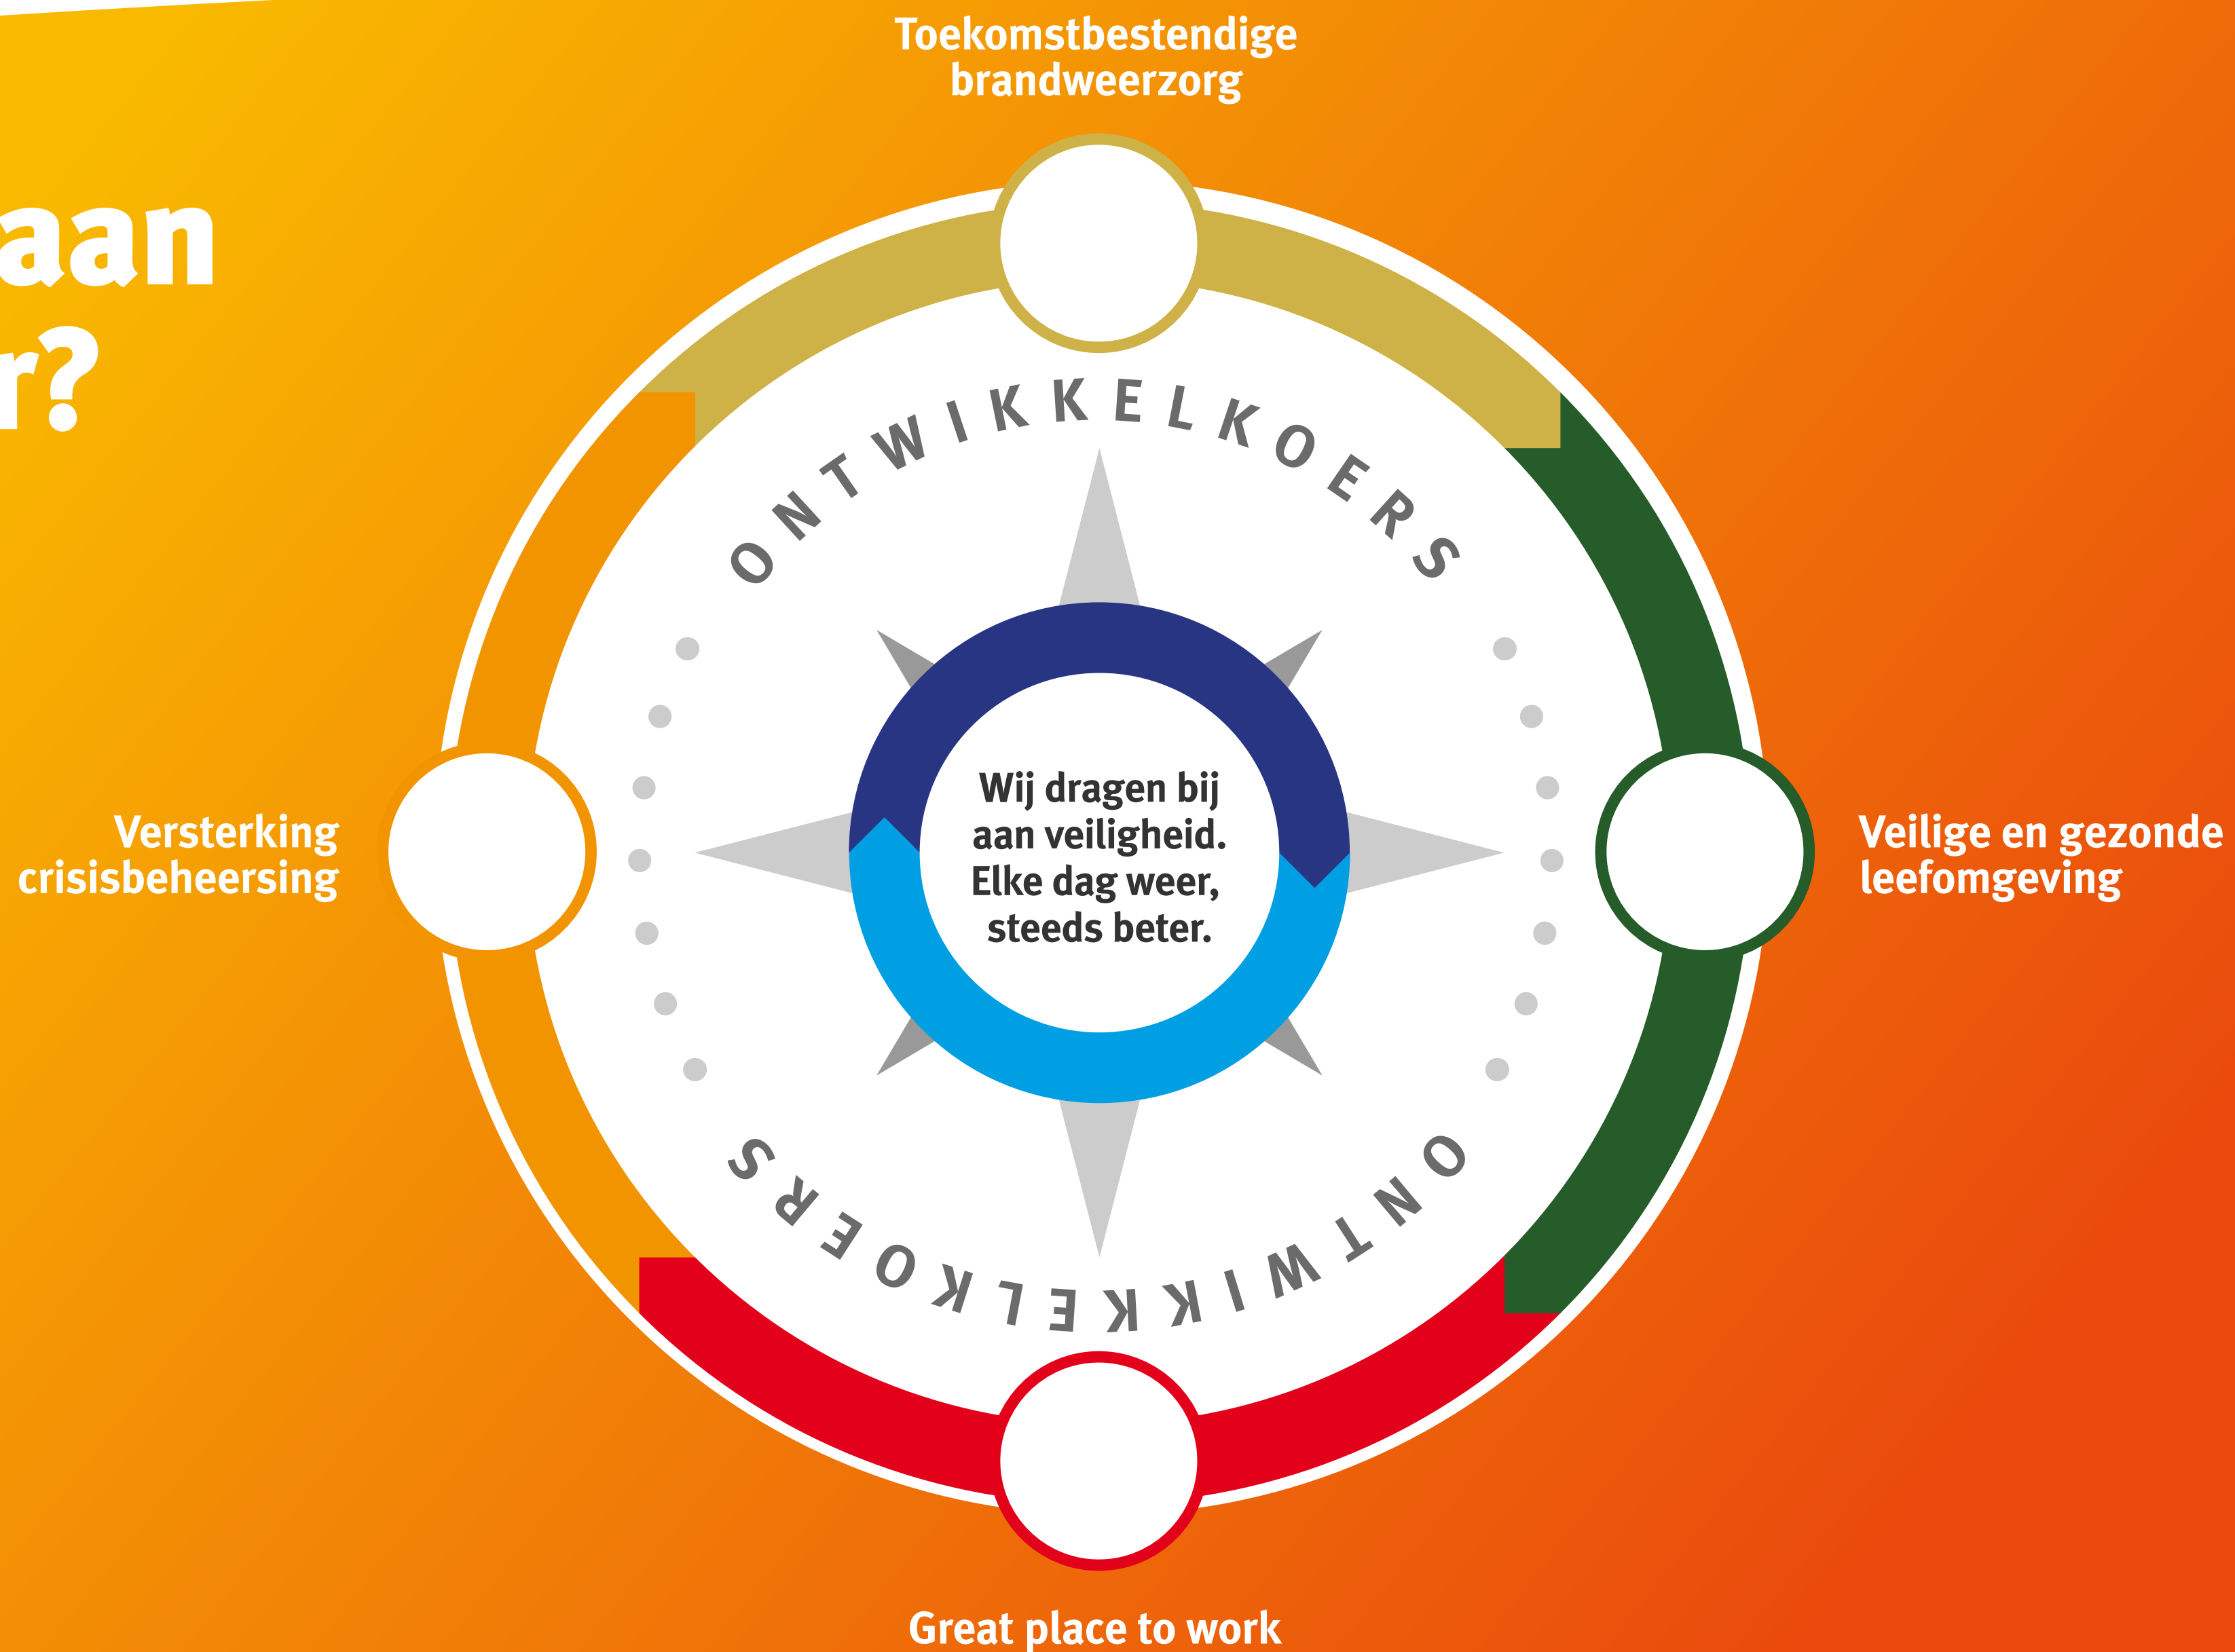 Toekomstbestendige
brandweerzorg
aan
r?
ONTWIKKELKOERS
Wij dragen bij
aan veiligheid.
Elke dag weer,
steeds beter.
Versterking
crisisbeheersing
Veilige en gezonde
leefomgeving
ONTWIKKELKOERS
Great place to work